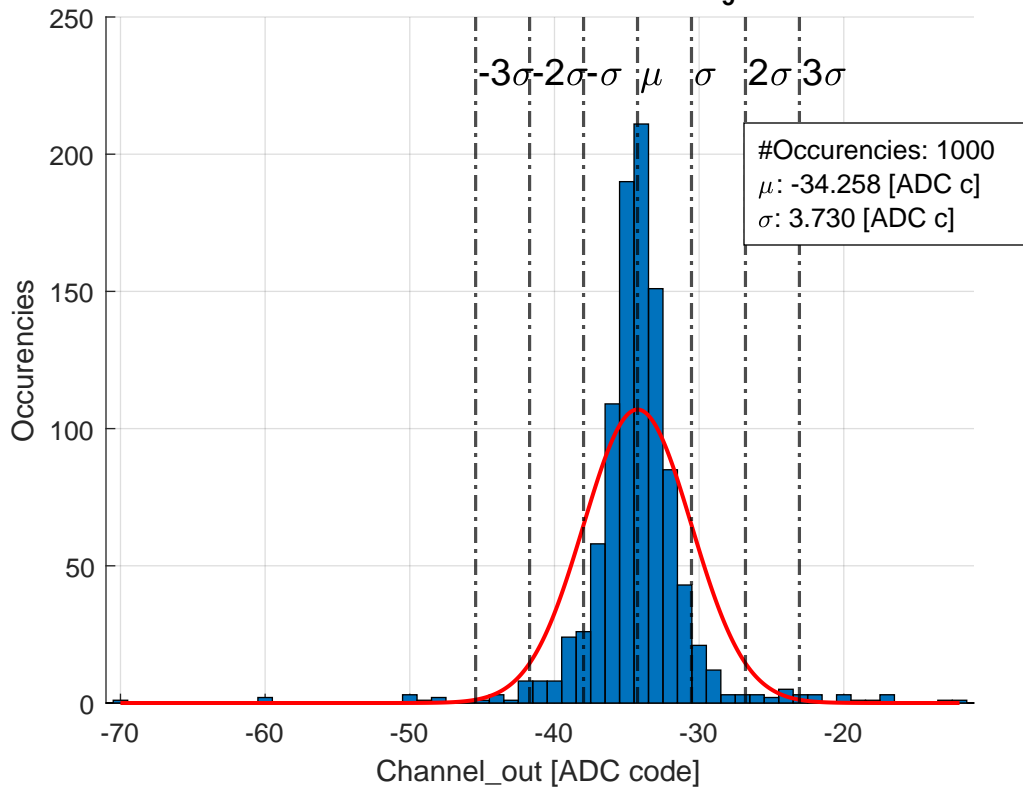 250
200
150
100
50
0
Occurencies
-3σ -2σ -σ μ σ 2σ 3σ
#Occurencies: 1000
μ: -34.258 [ADC c]
σ: 3.730 [ADC c]
-70 -60 -50 -40 -30 -20
Channel_out [ADC code]